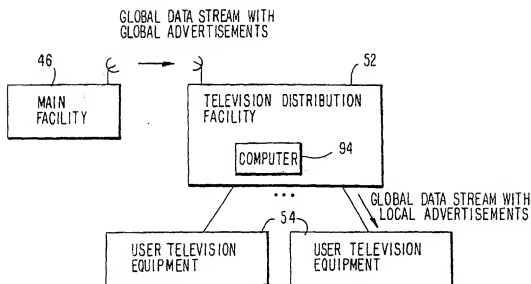 GLOBAL DATA STREAM WITH
GLOBAL ADVERTISEMENTS
46
MAIN
FACILITY
52
TELEVISION DISTRIBUTION
FACILITY
COMPUTER
94
...
GLOBAL DATA STREAM WITH
LOCAL ADVERTISEMENTS
54
USER TELEVISION
EQUIPMENT
USER TELEVISION
EQUIPMENT